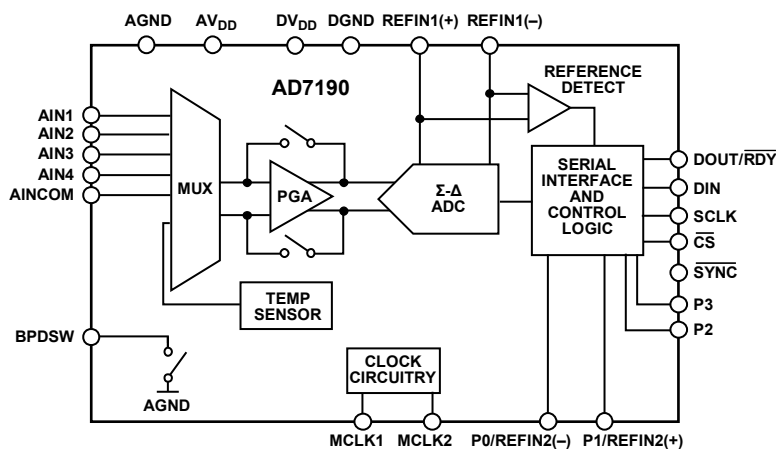 AGND AVDD DVDD DGND REFIN1(+) REFIN1(–)
AD7190
REFERENCE
DETECT
AIN1
AIN2
AIN3
AIN4
AINCOM
MUX
PGA
Σ-Δ
ADC
SERIAL
INTERFACE
AND
CONTROL
LOGIC
DOUT/RDY
DIN
SCLK
CS
SYNC
P3
P2
TEMP
SENSOR
BPDSW
AGND
CLOCK
CIRCUITRY
MCLK1 MCLK2 P0/REFIN2(–) P1/REFIN2(+)